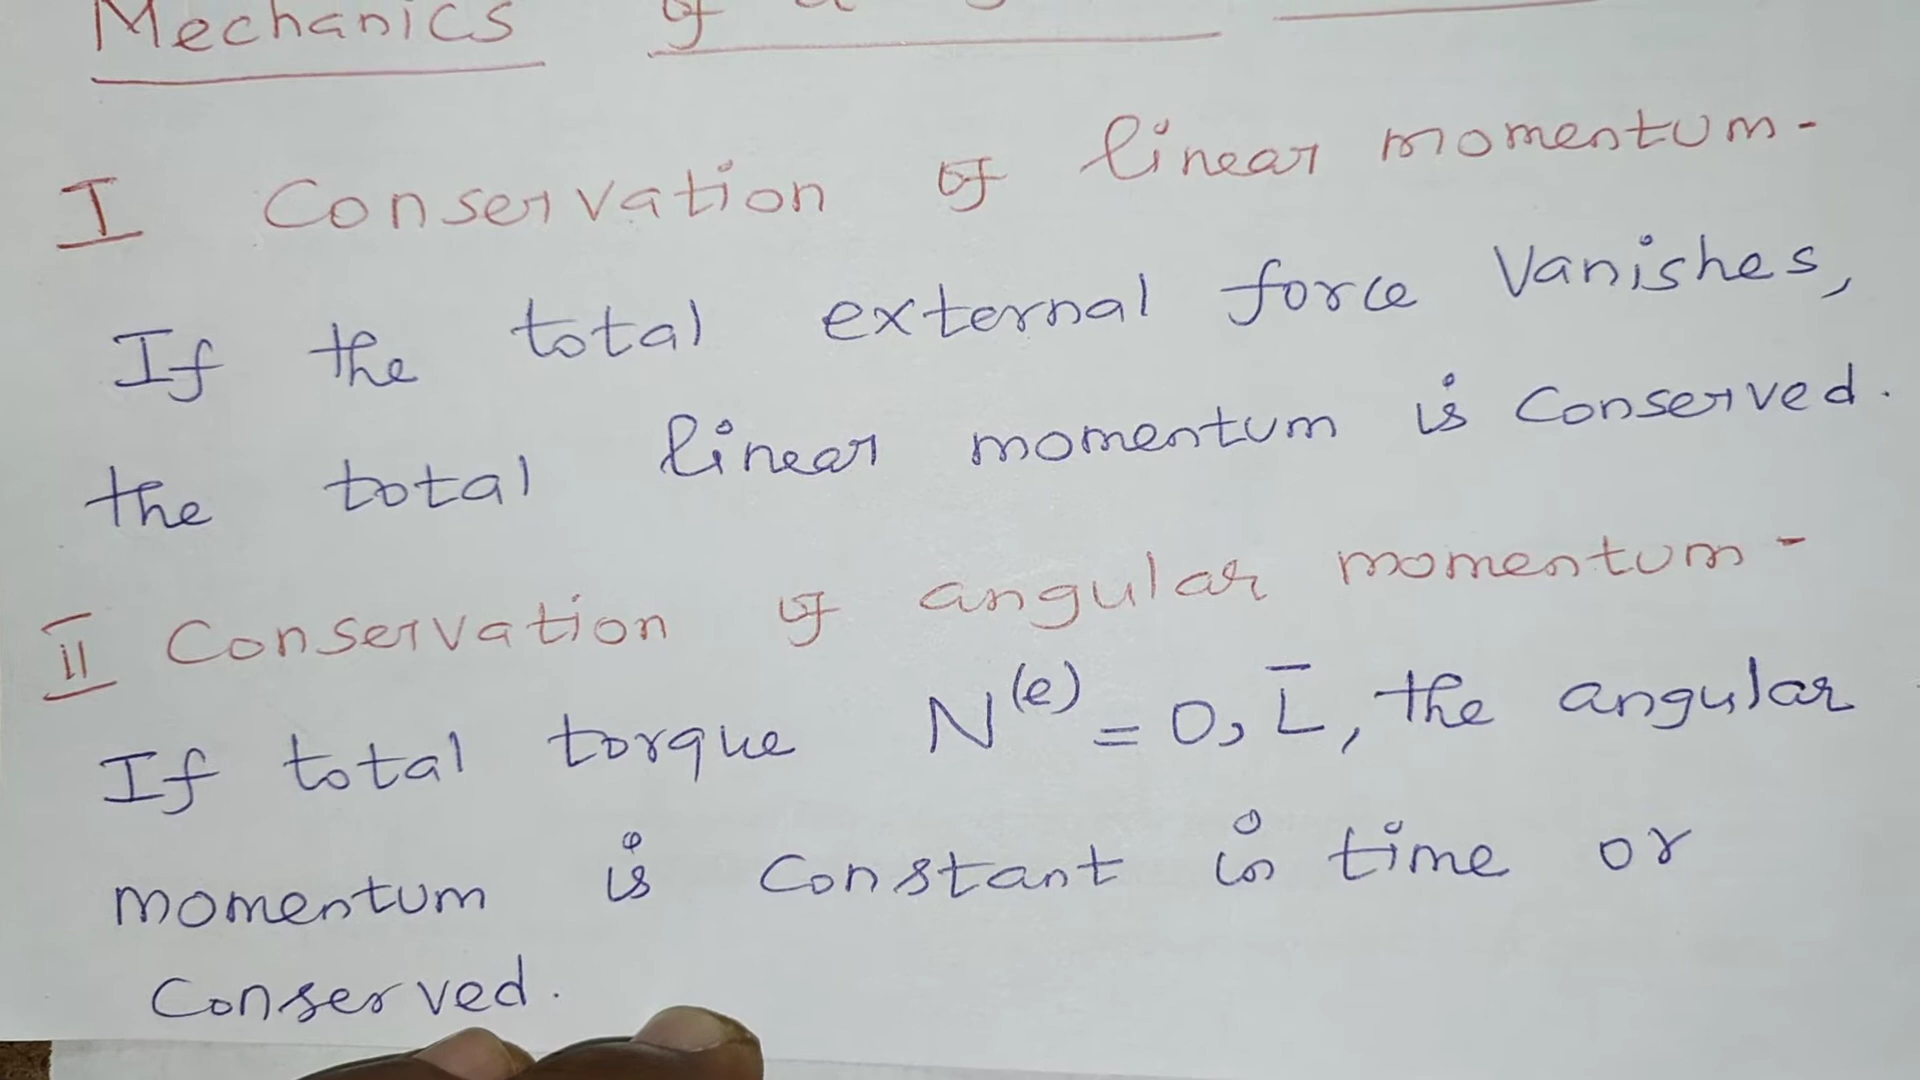 Mechanics of a
I Conservation of linear momentum-
If the total external force Vanishes,
the total linear momentum is Conserved.
II Conservation of angular momentum-
If total torque N^(e) = 0, L̄, the angular
momentum is Constant in time or
Conserved.